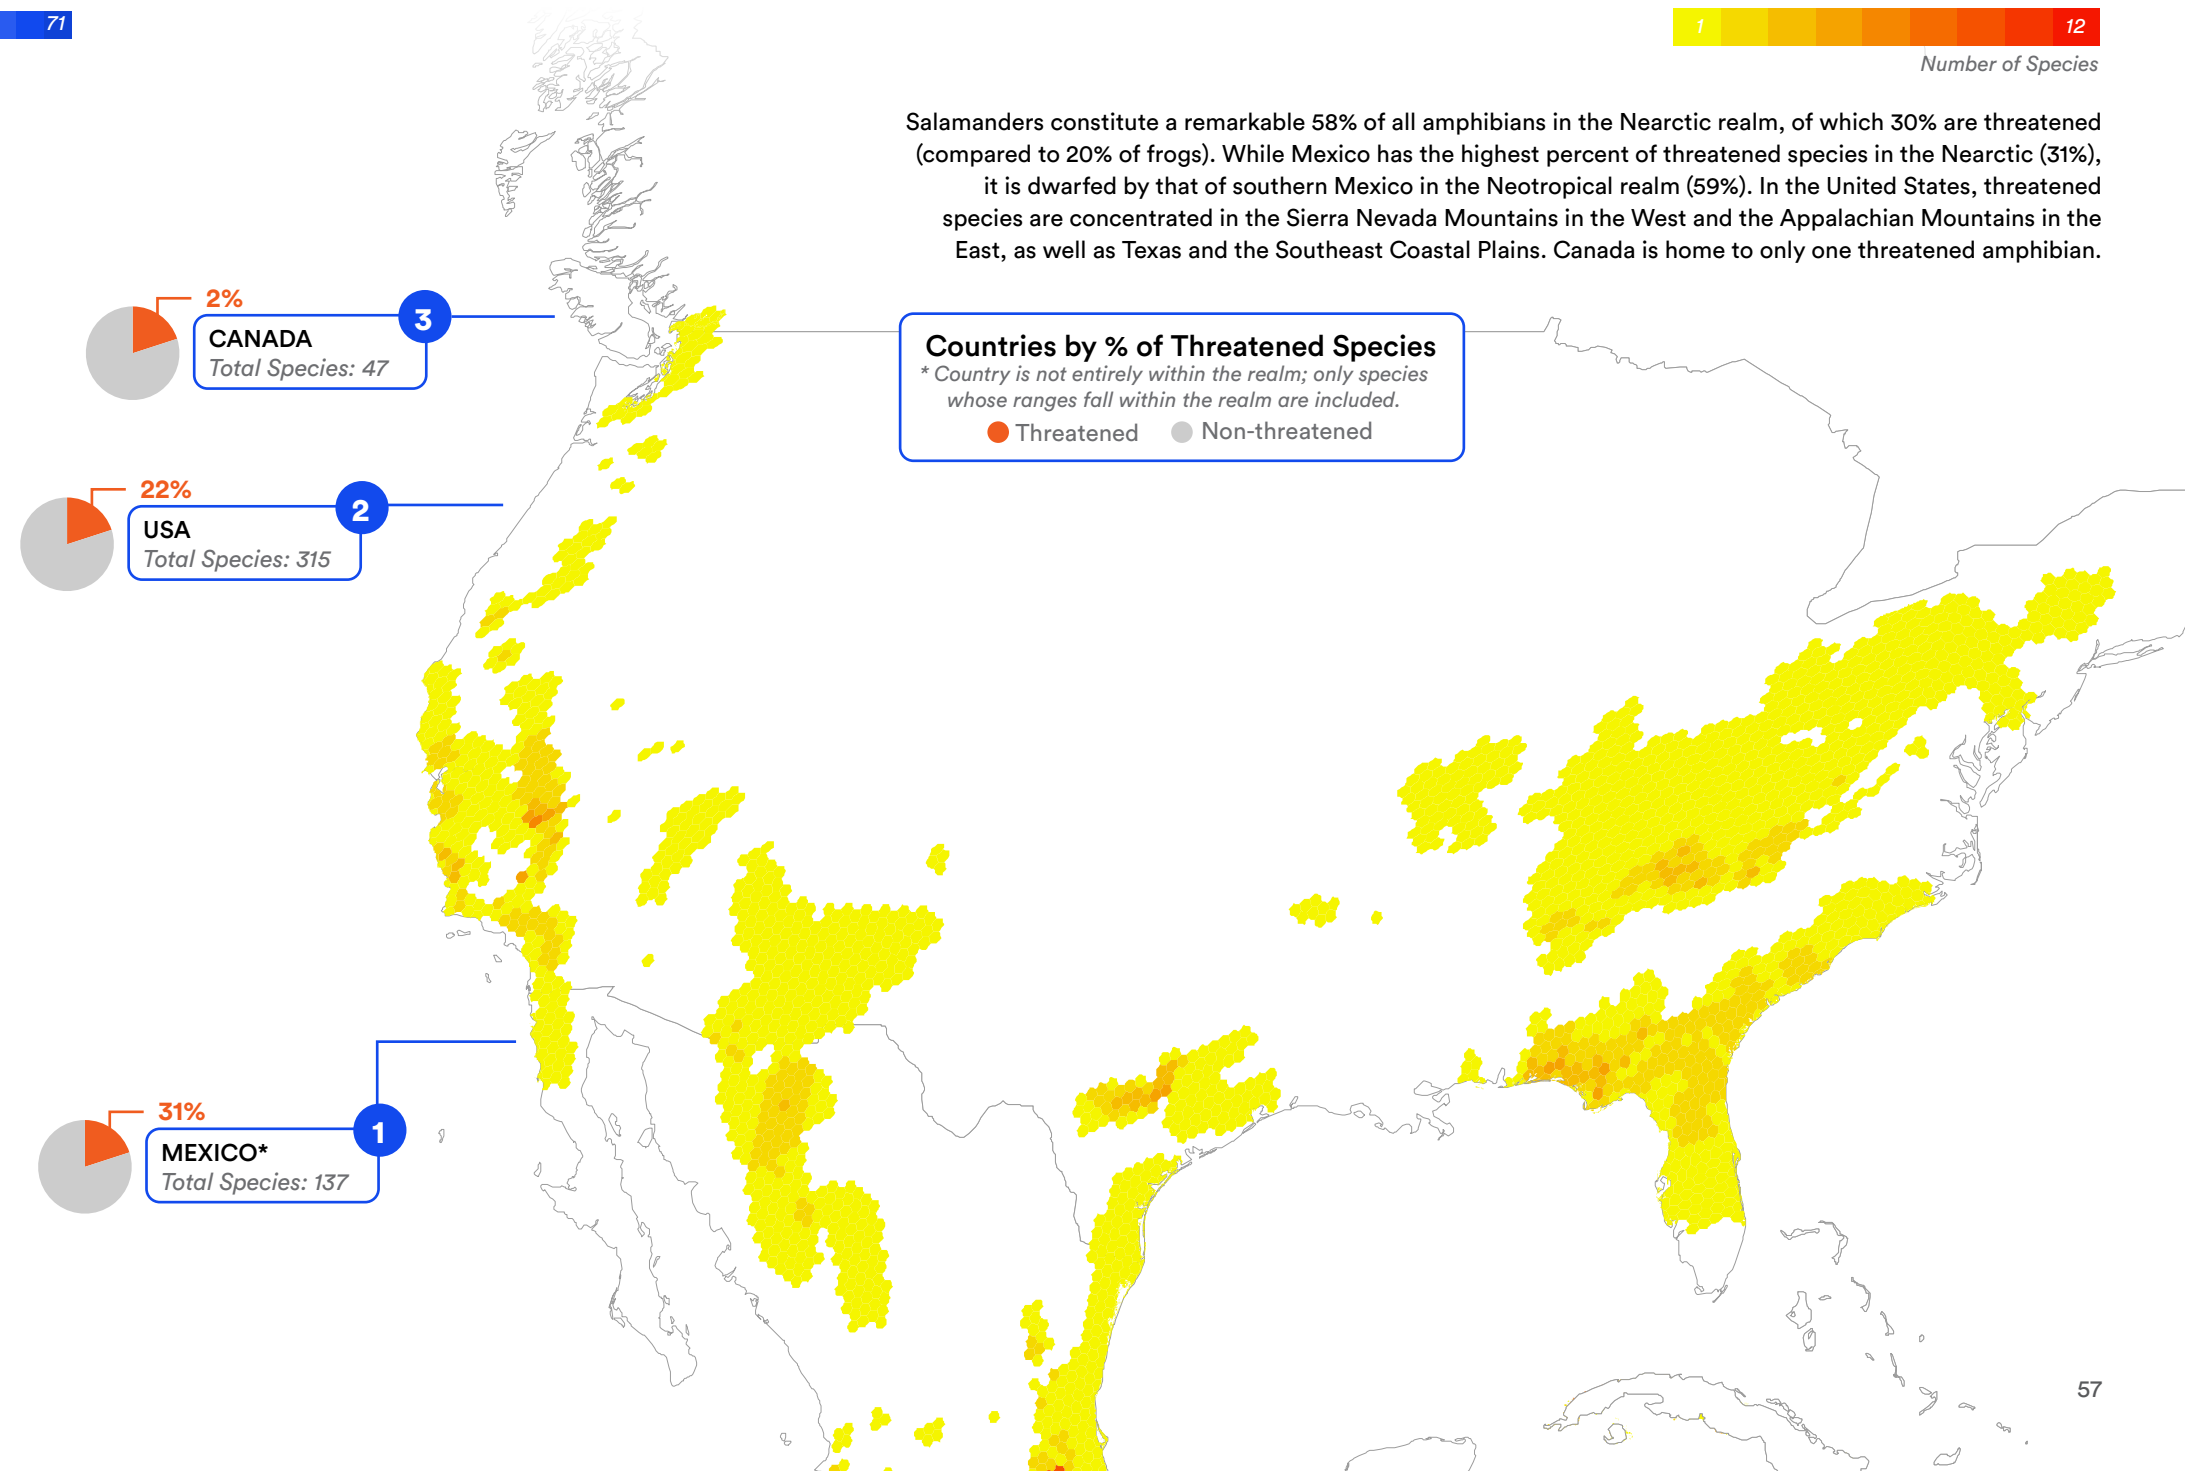 71
1
12
Number of Species
Salamanders constitute a remarkable 58% of all amphibians in the Nearctic realm, of which 30% are threatened
(compared to 20% of frogs). While Mexico has the highest percent of threatened species in the Nearctic (31%),
it is dwarfed by that of southern Mexico in the Neotropical realm (59%). In the United States, threatened
species are concentrated in the Sierra Nevada Mountains in the West and the Appalachian Mountains in the
East, as well as Texas and the Southeast Coastal Plains. Canada is home to only one threatened amphibian.
2%
3
CANADA
Total Species: 47
Countries by % of Threatened Species
* Country is not entirely within the realm; only species
whose ranges fall within the realm are included.
Threatened
Non-threatened
22%
2
USA
Total Species: 315
31%
1
MEXICO*
Total Species: 137
57